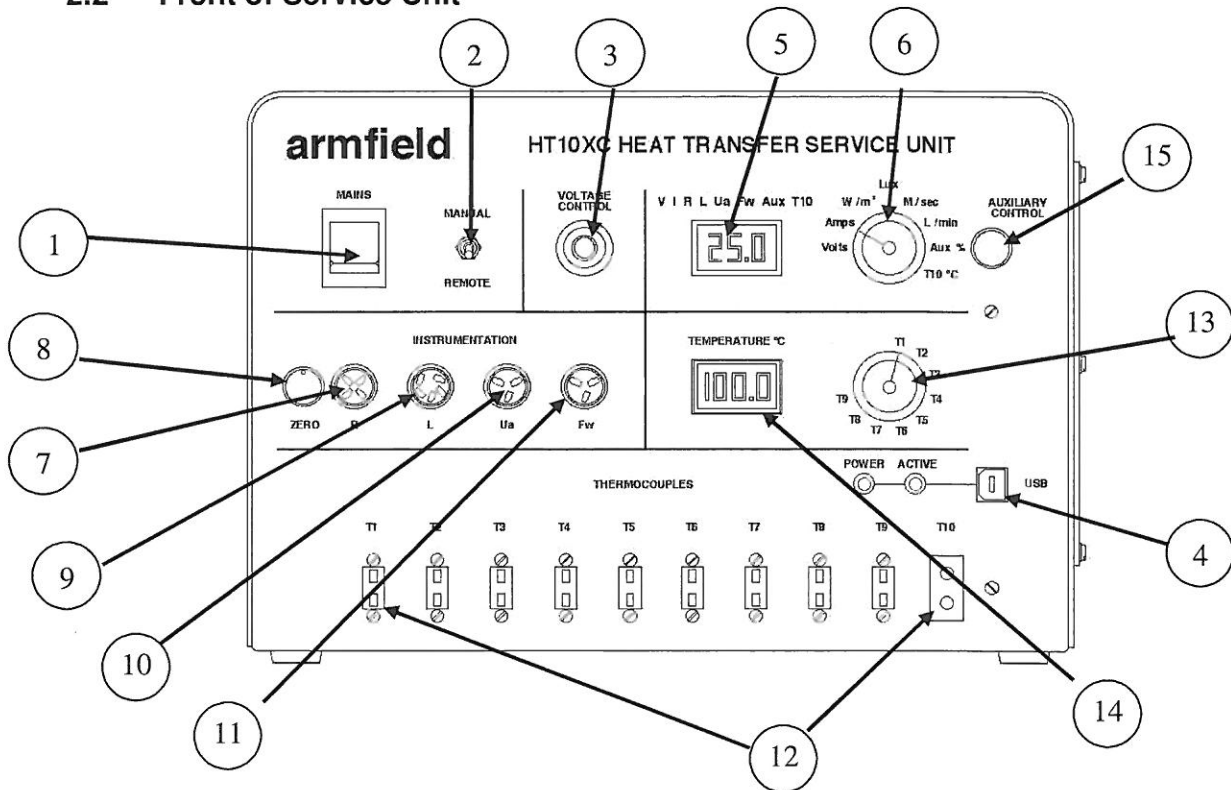 2.2 Front of Service Unit
2
3
5
6
armfield
HT10XC HEAT TRANSFER SERVICE UNIT
15
MAINS
MANUAL
REMOTE
VOLTAGE
CONTROL
V I R L Ua Fw Aux T10
25.0
Lux
W/m² M/sec
Amps L/min
Volts Aux %
T10 °C
AUXILIARY
CONTROL
1
8
INSTRUMENTATION
ZERO R L Ua Fw
TEMPERATURE °C
100.0
T1
T2
T3
T4
T5
T6
T7
T8
T9
13
7
POWER ACTIVE
USB
THERMOCOUPLES
T1 T2 T3 T4 T5 T6 T7 T8 T9 T10
9
4
10
11
12
14